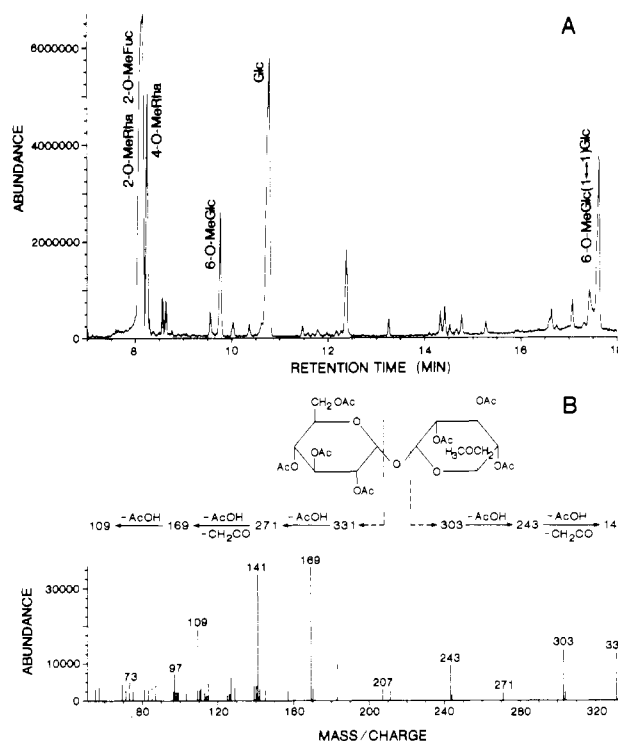 A
6000000
4000000
2000000
0
ABUNDANCE
2-O-MeRha 2-O-MeFuc
4-O-MeRha
6-O-MeGlc
Glc
6-O-MeGlc(1↔1)Glc
8 10 12 14 16 18
RETENTION TIME (MIN)
B
CH2OAc
O
OAc
AcO
OAc
OAc
O
OAc
OAc
H3COCH2
O
OAc
-AcOH -AcOH -AcOH -AcOH -AcOH
109 169 271 331 303 243 14
-CH2CO -CH2CO
ABUNDANCE
30000
10000
0
73
97
109
141
169
207
243
271
303
33
80 120 160 200 240 280 320
MASS/CHARGE